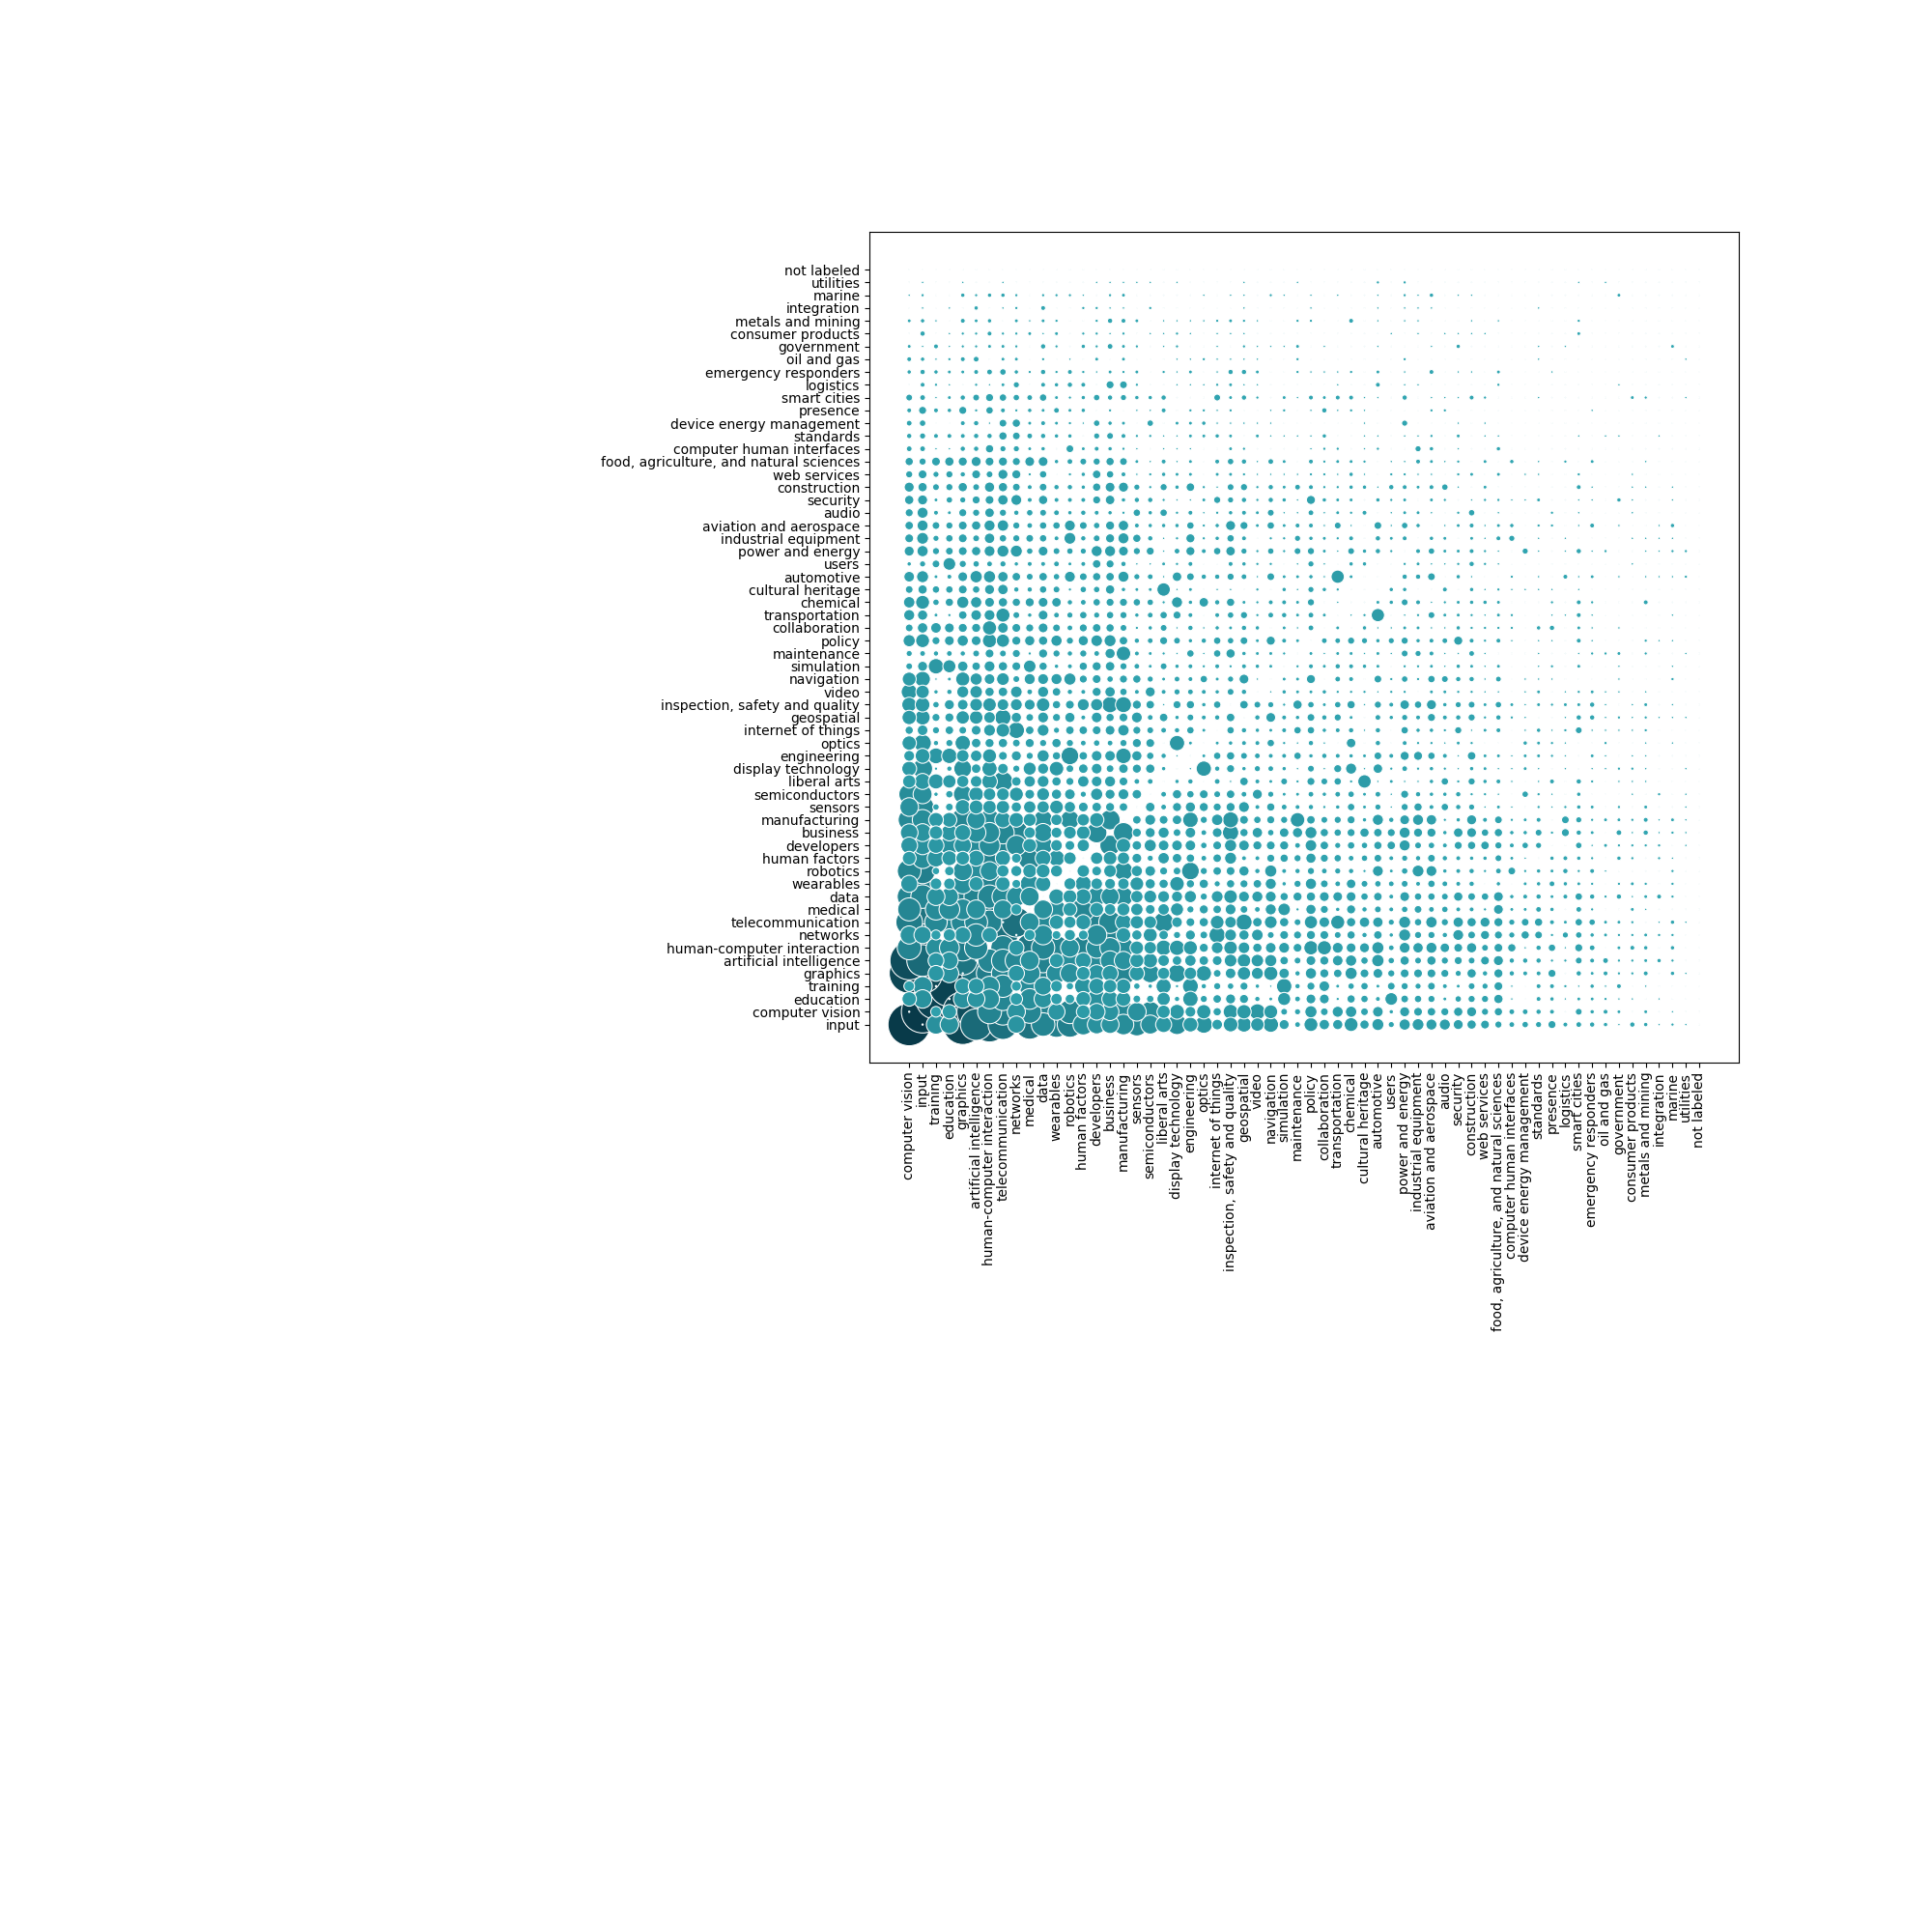 not labeled
utilities
marine
integration
metals and mining
consumer products
government
oil and gas
emergency responders
logistics
smart cities
presence
device energy management
standards
computer human interfaces
food, agriculture, and natural sciences
web services
construction
security
audio
aviation and aerospace
industrial equipment
power and energy
users
automotive
cultural heritage
chemical
transportation
collaboration
policy
maintenance
simulation
navigation
video
inspection, safety and quality
geospatial
internet of things
optics
engineering
display technology
liberal arts
semiconductors
sensors
manufacturing
business
developers
human factors
robotics
wearables
data
medical
telecommunication
networks
human-computer interaction
artificial intelligence
graphics
training
education
computer vision
input
computer vision
input
training
education
graphics
artificial intelligence
human-computer interaction
telecommunication
networks
medical
data
wearables
robotics
human factors
developers
business
manufacturing
sensors
semiconductors
liberal arts
display technology
engineering
optics
internet of things
inspection, safety and quality
geospatial
video
navigation
simulation
maintenance
policy
collaboration
transportation
chemical
cultural heritage
automotive
users
power and energy
industrial equipment
aviation and aerospace
audio
security
construction
web services
food, agriculture, and natural sciences
computer human interfaces
device energy management
standards
presence
logistics
smart cities
emergency responders
oil and gas
government
consumer products
metals and mining
integration
marine
utilities
not labeled